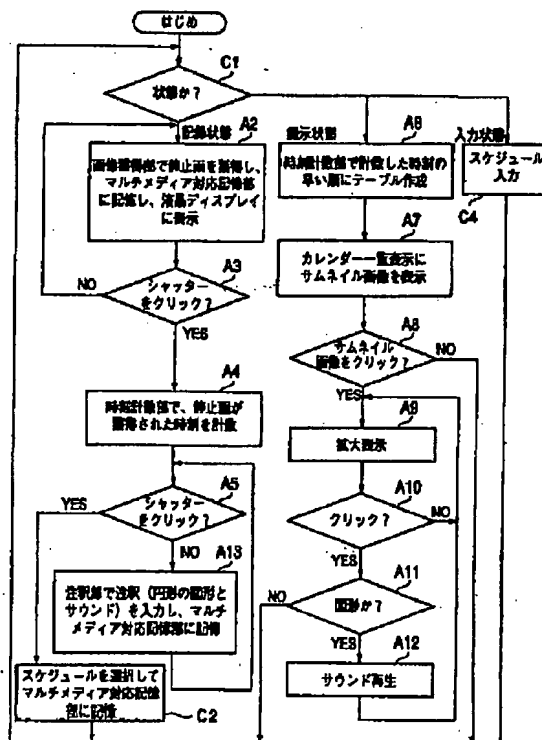 はじめ
C1
状態か？
記録状態
A2
画像獲得部で静止画を獲得し、
マルチメディア対応記憶部
に記憶し、液晶ディスプレイ
に表示
A3
シャッター
をクリック？
NO
YES
A4
時刻計数部で、静止画が
獲得された時刻を計数
A5
シャッター
をクリック？
YES
NO
A13
注釈部で注釈（円形の図形と
サウンド）を入力し、マルチ
メディア対応記憶部に記憶
スケジュールを選択して
マルチメディア対応記憶
部に記憶
C2
提示状態
A6
時刻計数部で計数した時刻の
早い順にテーブル作成
A7
カレンダー一覧表示に
サムネイル画像を表示
A8
サムネイル
画像をクリック？
NO
YES
A9
拡大表示
A10
クリック？
NO
YES
A11
図形か？
NO
YES
A12
サウンド再生
入力状態
スケジュール
入力
C4